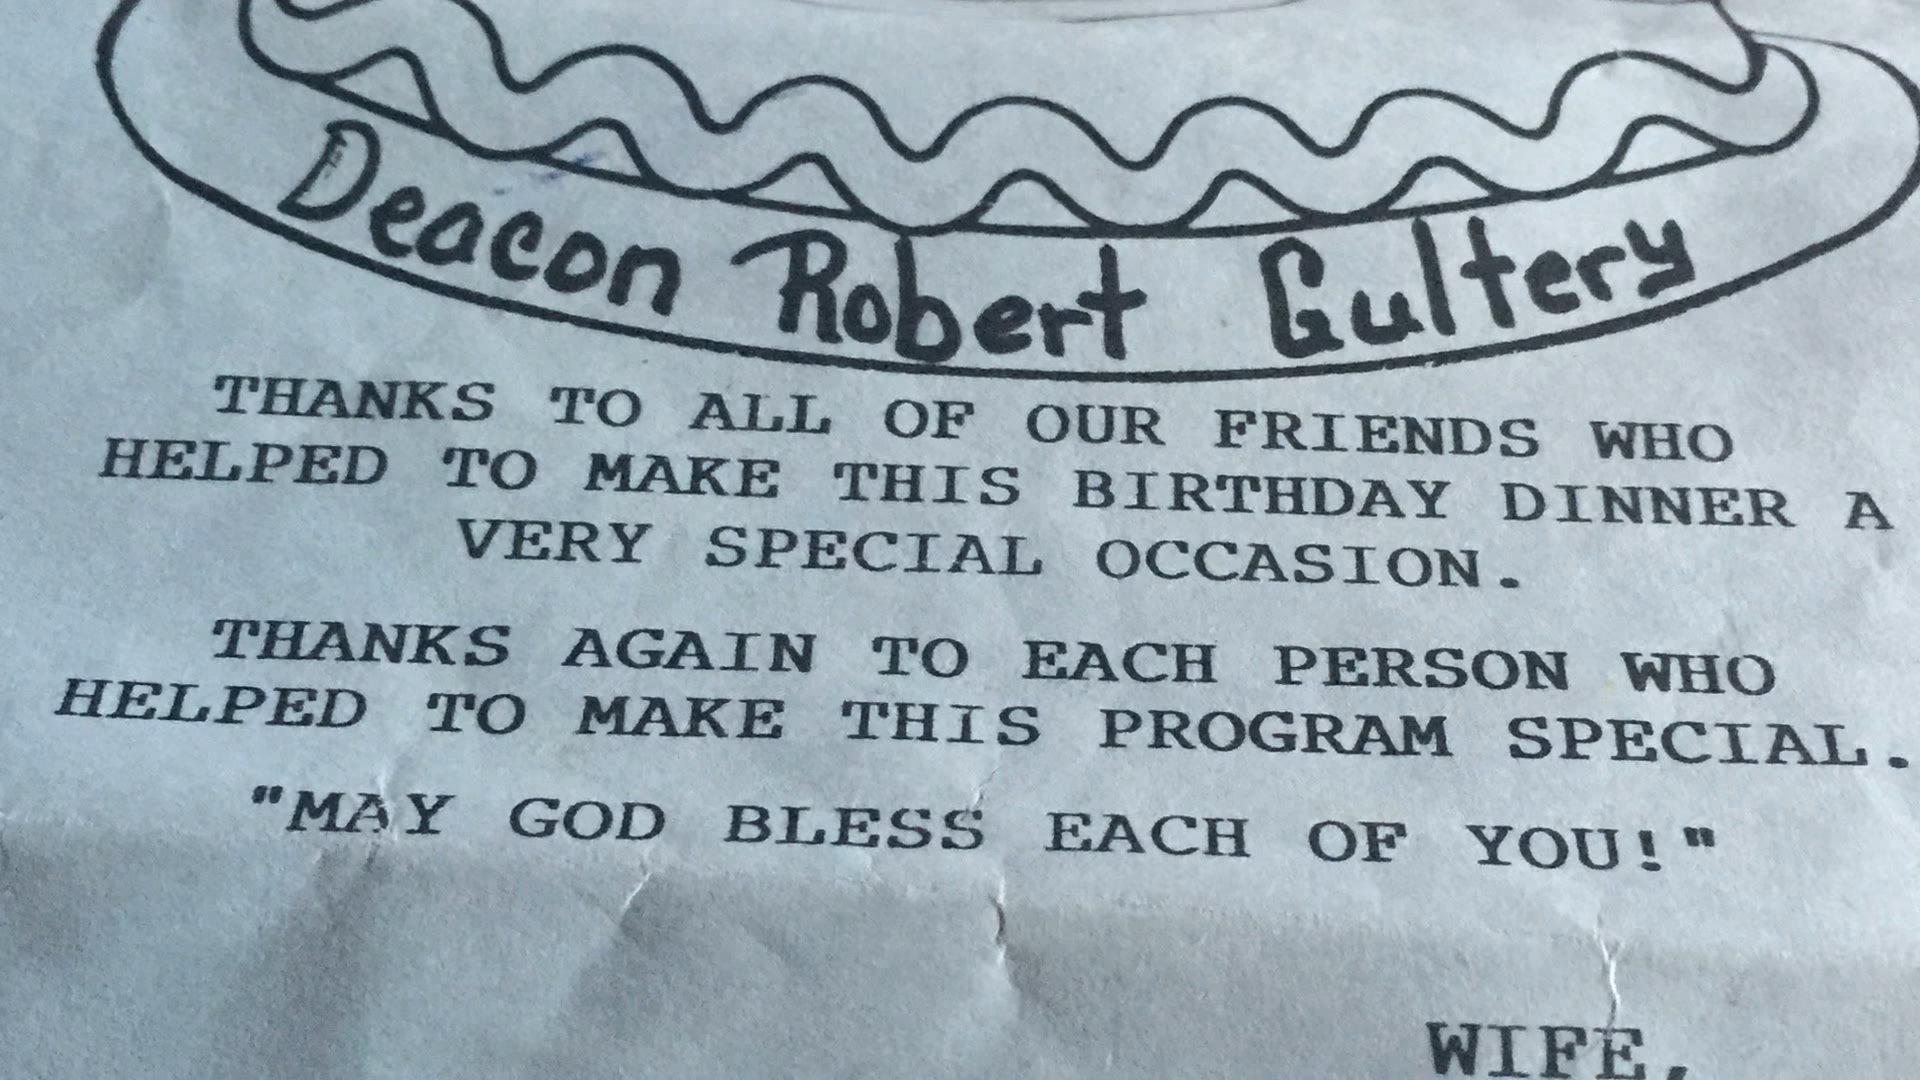 Deacon Robert Gultery
THANKS TO ALL OF OUR FRIENDS WHO
HELPED TO MAKE THIS BIRTHDAY DINNER A
VERY SPECIAL OCCASION.
THANKS AGAIN TO EACH PERSON WHO
HELPED TO MAKE THIS PROGRAM SPECIAL.
"MAY GOD BLESS EACH OF YOU!"
WIFE,